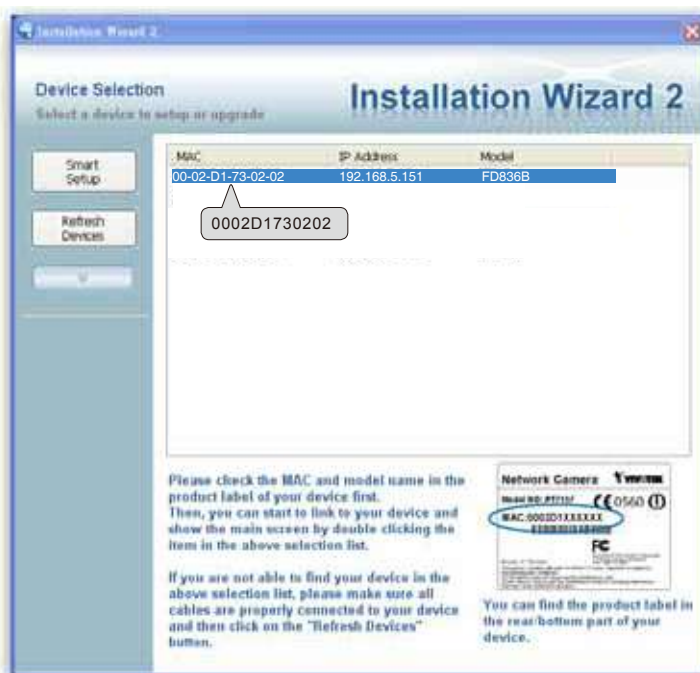 Installation Wizard 2
Device Selection
Select a device to setup or upgrade
Installation Wizard 2
Smart
Setup
Refresh
Devices
MAC IP Address Model
00-02-D1-73-02-02 192.168.5.151 FD836B
0002D1730202
Please check the MAC and model name in the
product label of your device first.
Then, you can start to link to your device and
show the main screen by double clicking the
item in the above selection list.
If you are not able to find your device in the
above selection list, please make sure all
cables are properly connected to your device
and then click on the "Refresh Devices"
button.
Network Camera
0560
MAC:0002D1XXXXXX
FC
You can find the product label in
the rear/bottom part of your
device.